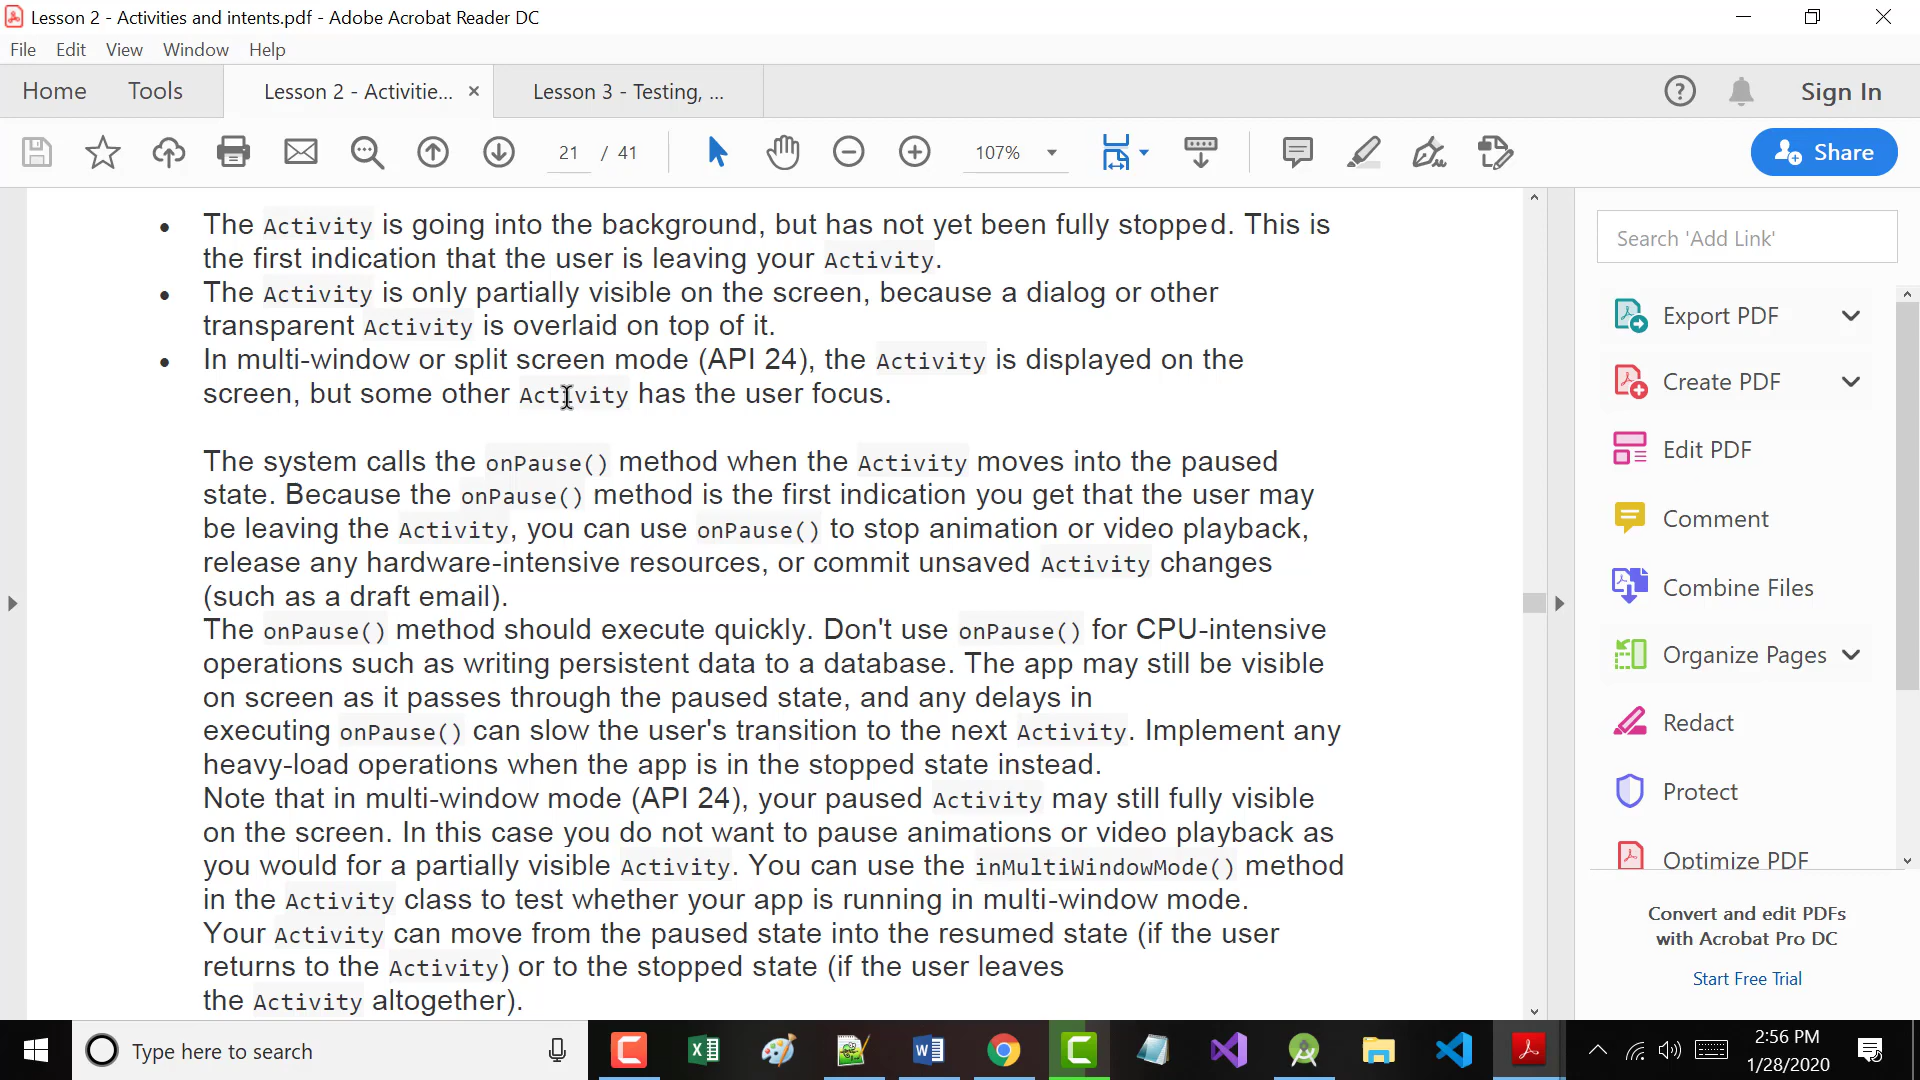 Lesson 2 - Activities and intents.pdf - Adobe Acrobat Reader DC
File Edit View Window Help
Home Tools Lesson 2 - Activitie... × Lesson 3 - Testing, ... Sign In
21 / 41 107% Share
• The Activity is going into the background, but has not yet been fully stopped. This is
the first indication that the user is leaving your Activity.
• The Activity is only partially visible on the screen, because a dialog or other
transparent Activity is overlaid on top of it.
• In multi-window or split screen mode (API 24), the Activity is displayed on the
screen, but some other Activity has the user focus.
The system calls the onPause() method when the Activity moves into the paused
state. Because the onPause() method is the first indication you get that the user may
be leaving the Activity, you can use onPause() to stop animation or video playback,
release any hardware-intensive resources, or commit unsaved Activity changes
(such as a draft email).
The onPause() method should execute quickly. Don't use onPause() for CPU-intensive
operations such as writing persistent data to a database. The app may still be visible
on screen as it passes through the paused state, and any delays in
executing onPause() can slow the user's transition to the next Activity. Implement any
heavy-load operations when the app is in the stopped state instead.
Note that in multi-window mode (API 24), your paused Activity may still fully visible
on the screen. In this case you do not want to pause animations or video playback as
you would for a partially visible Activity. You can use the inMultiWindowMode() method
in the Activity class to test whether your app is running in multi-window mode.
Your Activity can move from the paused state into the resumed state (if the user
returns to the Activity) or to the stopped state (if the user leaves
the Activity altogether).
Search 'Add Link'
Export PDF
Create PDF
Edit PDF
Comment
Combine Files
Organize Pages
Redact
Protect
Optimize PDF
Convert and edit PDFs
with Acrobat Pro DC
Start Free Trial
Type here to search
2:56 PM
1/28/2020